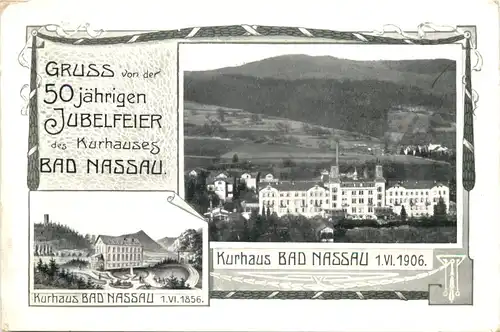 GRUSS von der
50 jährigen
JUBELFEIER
des Kurhauses
BAD NASSAU.
Kurhaus BAD NASSAU 1.VI.1906.
Kurhaus BAD NASSAU 1.VI.1856.